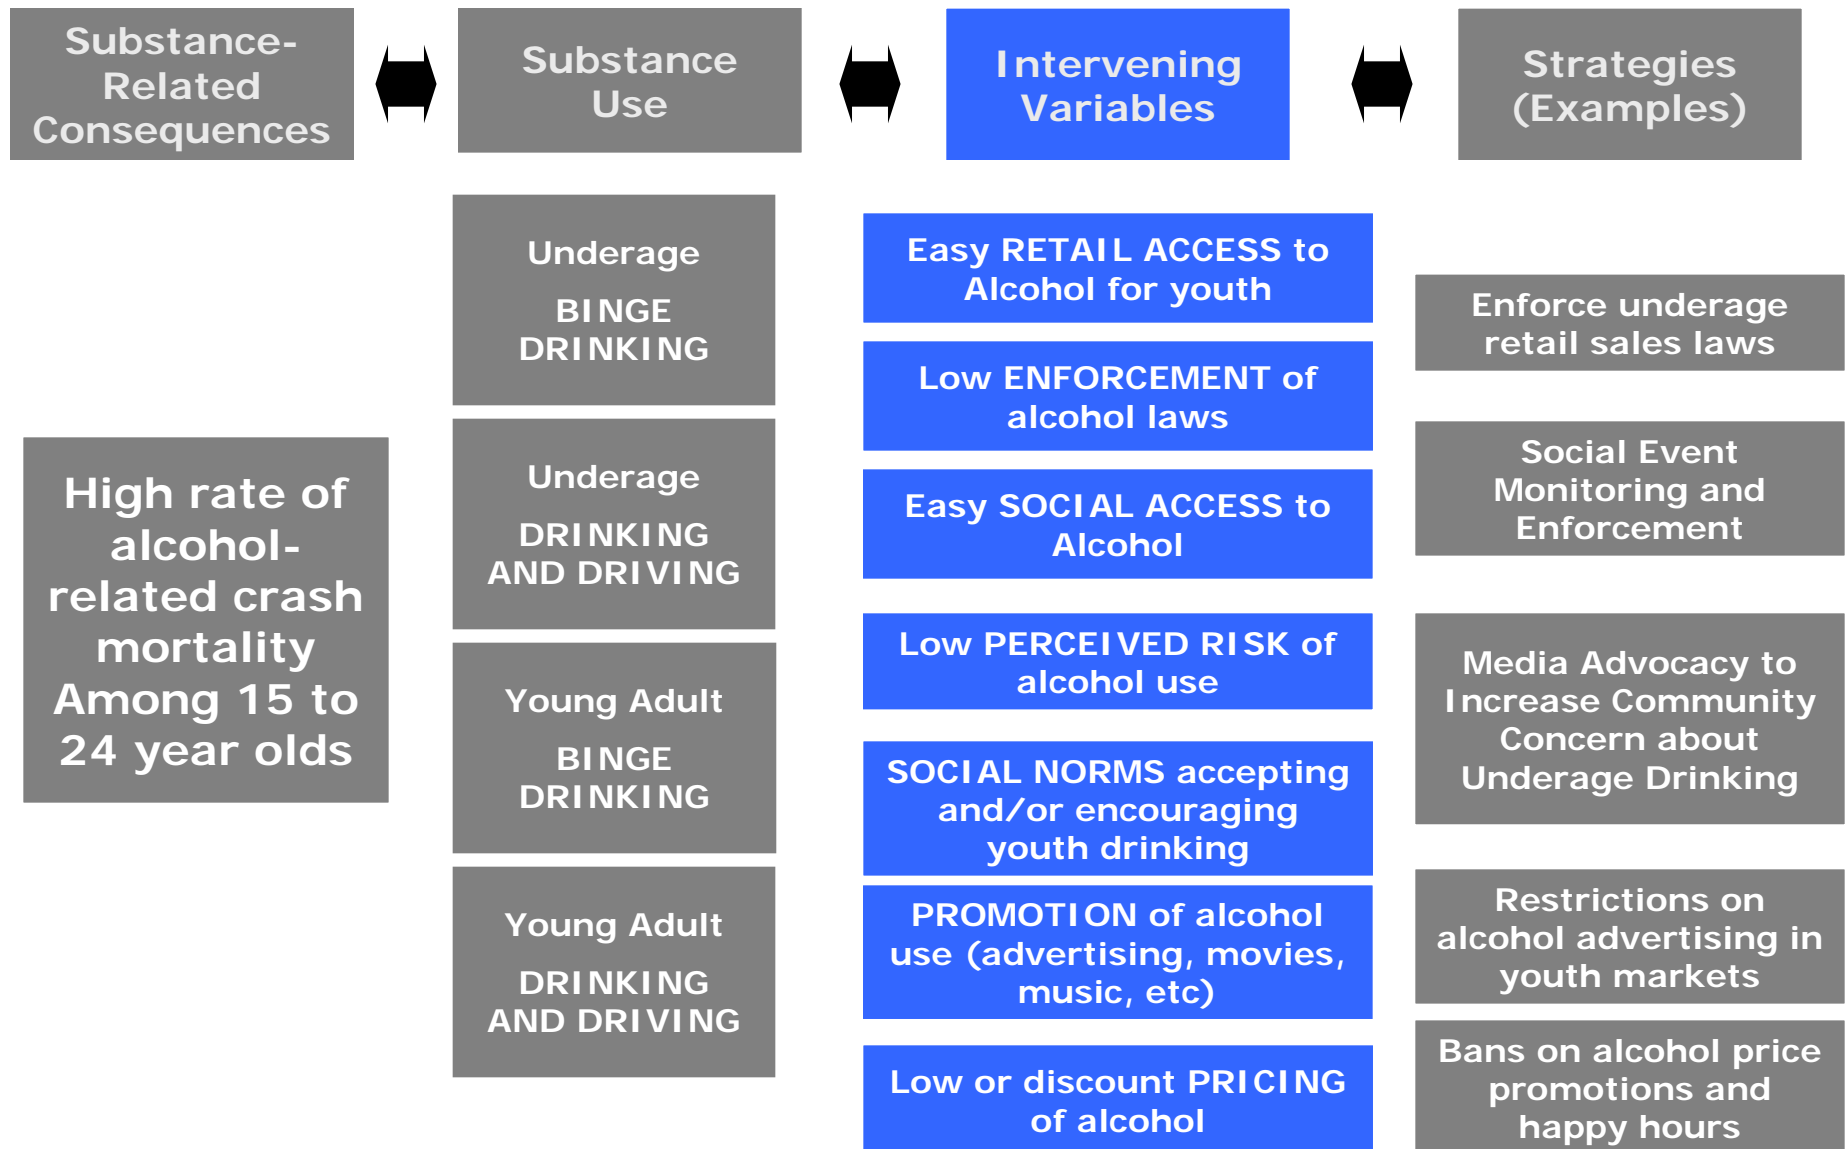 Substance-
Related
Consequences
Substance
Use
Intervening
Variables
Strategies
(Examples)
High rate of
alcohol-
related crash
mortality
Among 15 to
24 year olds
Underage
BINGE
DRINKING
Underage
DRINKING
AND DRIVING
Young Adult
BINGE
DRINKING
Young Adult
DRINKING
AND DRIVING
Easy RETAIL ACCESS to
Alcohol for youth
Low ENFORCEMENT of
alcohol laws
Easy SOCIAL ACCESS to
Alcohol
Low PERCEIVED RISK of
alcohol use
SOCIAL NORMS accepting
and/or encouraging
youth drinking
PROMOTION of alcohol
use (advertising, movies,
music, etc)
Low or discount PRICING
of alcohol
Enforce underage
retail sales laws
Social Event
Monitoring and
Enforcement
Media Advocacy to
Increase Community
Concern about
Underage Drinking
Restrictions on
alcohol advertising in
youth markets
Bans on alcohol price
promotions and
happy hours